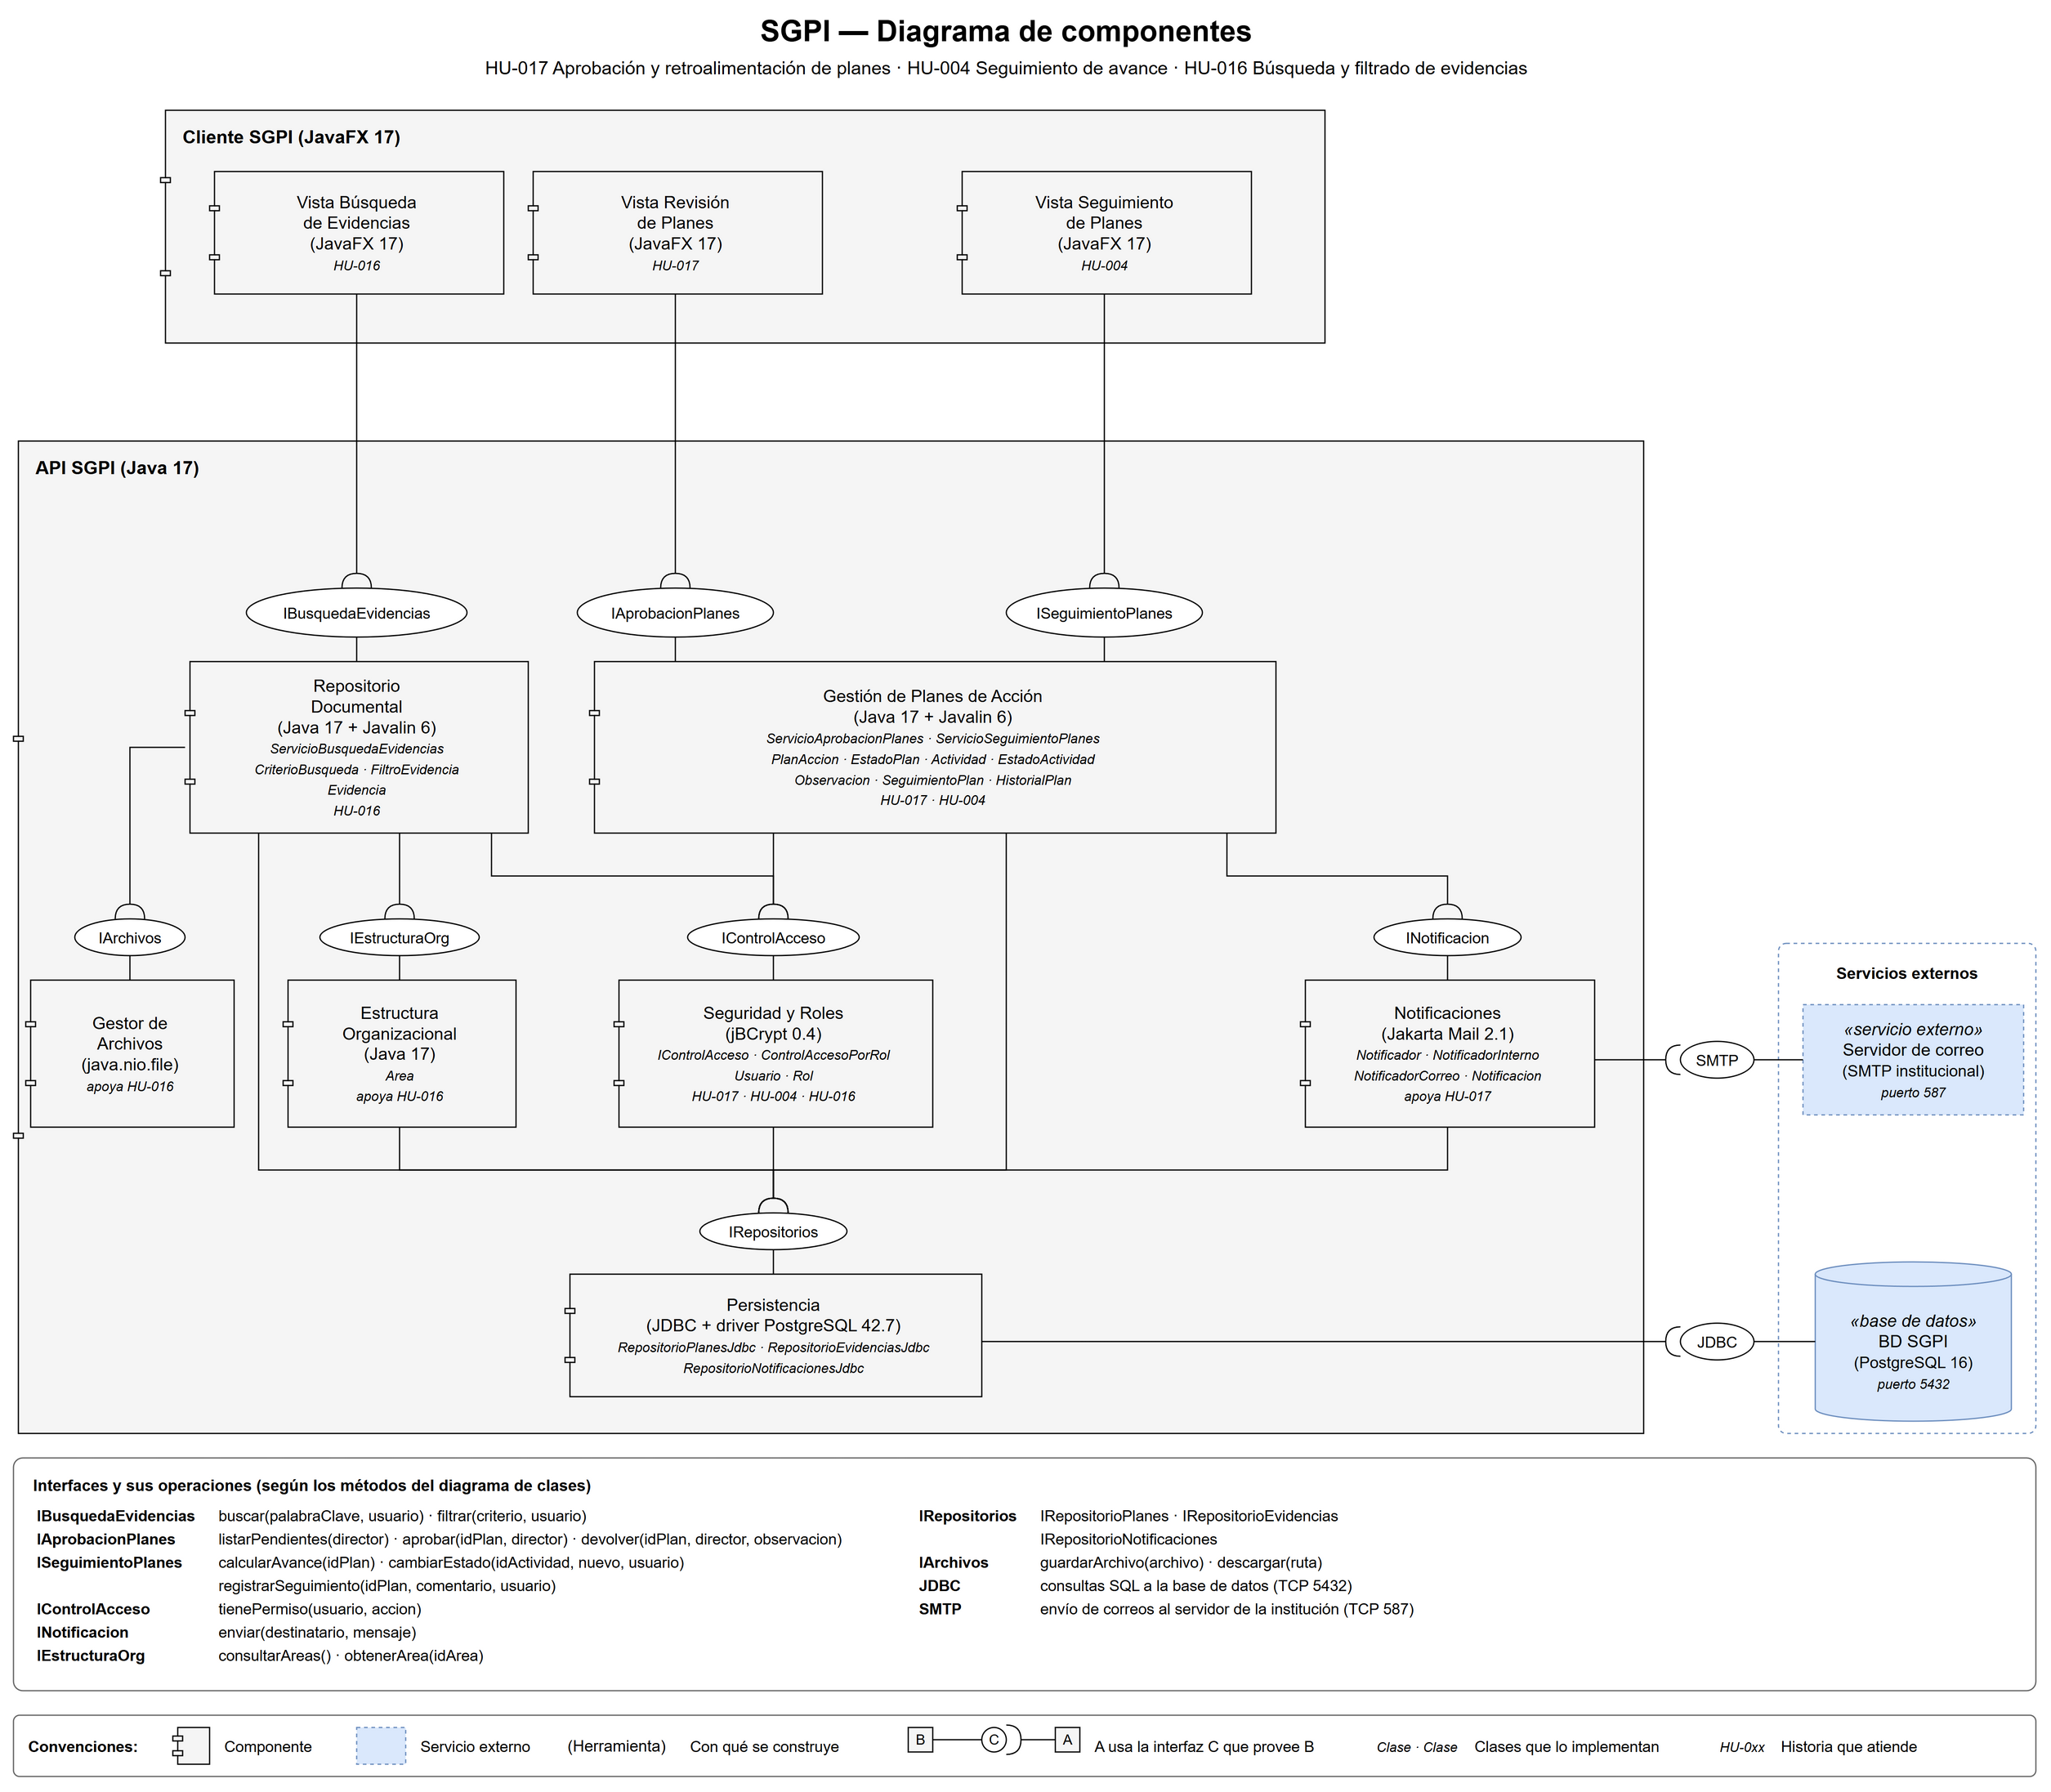 SGPI — Diagrama de componentes
HU-017 Aprobación y retroalimentación de planes · HU-004 Seguimiento de avance · HU-016 Búsqueda y filtrado de evidencias
Cliente SGPI (JavaFX 17)
Vista Búsqueda
de Evidencias
(JavaFX 17)
HU-016
Vista Revisión
de Planes
(JavaFX 17)
HU-017
Vista Seguimiento
de Planes
(JavaFX 17)
HU-004
API SGPI (Java 17)
IBusquedaEvidencias
IAprobacionPlanes
ISeguimientoPlanes
Repositorio
Documental
(Java 17 + Javalin 6)
ServicioBusquedaEvidencias
CriterioBusqueda · FiltroEvidencia
Evidencia
HU-016
Gestión de Planes de Acción
(Java 17 + Javalin 6)
ServicioAprobacionPlanes · ServicioSeguimientoPlanes
PlanAccion · EstadoPlan · Actividad · EstadoActividad
Observacion · SeguimientoPlan · HistorialPlan
HU-017 · HU-004
IArchivos
IEstructuraOrg
IControlAcceso
INotificacion
Gestor de
Archivos
(java.nio.file)
apoya HU-016
Estructura
Organizacional
(Java 17)
Area
apoya HU-016
Seguridad y Roles
(jBCrypt 0.4)
IControlAcceso · ControlAccesoPorRol
Usuario · Rol
HU-017 · HU-004 · HU-016
Notificaciones
(Jakarta Mail 2.1)
Notificador · NotificadorInterno
NotificadorCorreo · Notificacion
apoya HU-017
SMTP
Servicios externos
«servicio externo»
Servidor de correo
(SMTP institucional)
puerto 587
IRepositorios
Persistencia
(JDBC + driver PostgreSQL 42.7)
RepositorioPlanesJdbc · RepositorioEvidenciasJdbc
RepositorioNotificacionesJdbc
JDBC
«base de datos»
BD SGPI
(PostgreSQL 16)
puerto 5432
Interfaces y sus operaciones (según los métodos del diagrama de clases)
IBusquedaEvidencias buscar(palabraClave, usuario) · filtrar(criterio, usuario)
IAprobacionPlanes listarPendientes(director) · aprobar(idPlan, director) · devolver(idPlan, director, observacion)
ISeguimientoPlanes calcularAvance(idPlan) · cambiarEstado(idActividad, nuevo, usuario)
registrarSeguimiento(idPlan, comentario, usuario)
IControlAcceso tienePermiso(usuario, accion)
INotificacion enviar(destinatario, mensaje)
IEstructuraOrg consultarAreas() · obtenerArea(idArea)
IRepositorios IRepositorioPlanes · IRepositorioEvidencias
IRepositorioNotificaciones
IArchivos guardarArchivo(archivo) · descargar(ruta)
JDBC consultas SQL a la base de datos (TCP 5432)
SMTP envío de correos al servidor de la institución (TCP 587)
Convenciones: Componente Servicio externo (Herramienta) Con qué se construye B C A A usa la interfaz C que provee B Clase · Clase Clases que lo implementan HU-0xx Historia que atiende